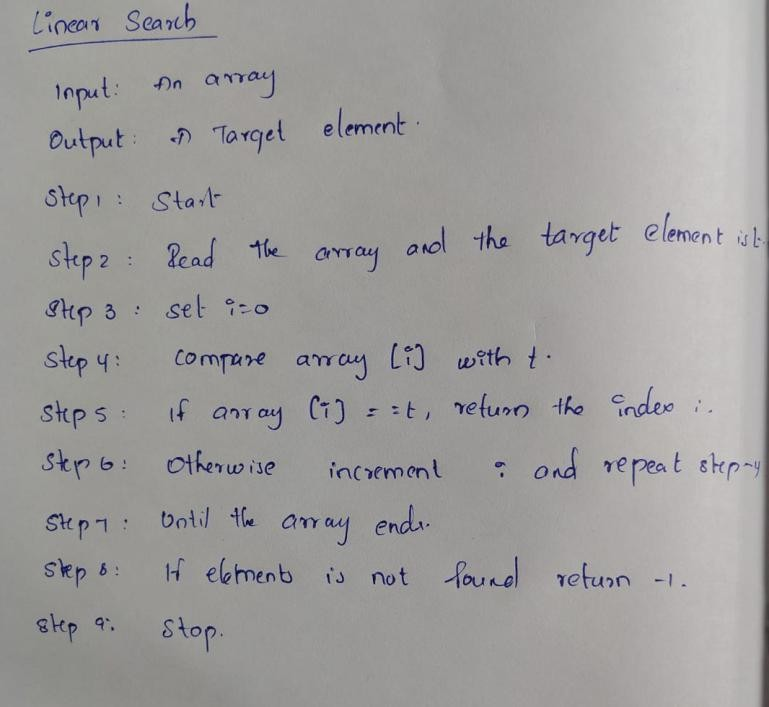 Linear Search
Input: An array
Output: A Target element.
Step 1: Start
Step 2: Read the array and the target element is t.
Step 3: set i=0
Step 4: Compare array [i] with t.
Step 5: if array [i] ==t, return the index i.
Step 6: Otherwise increment i and repeat step-4
Step 7: Until the array ends.
Step 8: If elements is not found return -1.
Step 9: Stop.